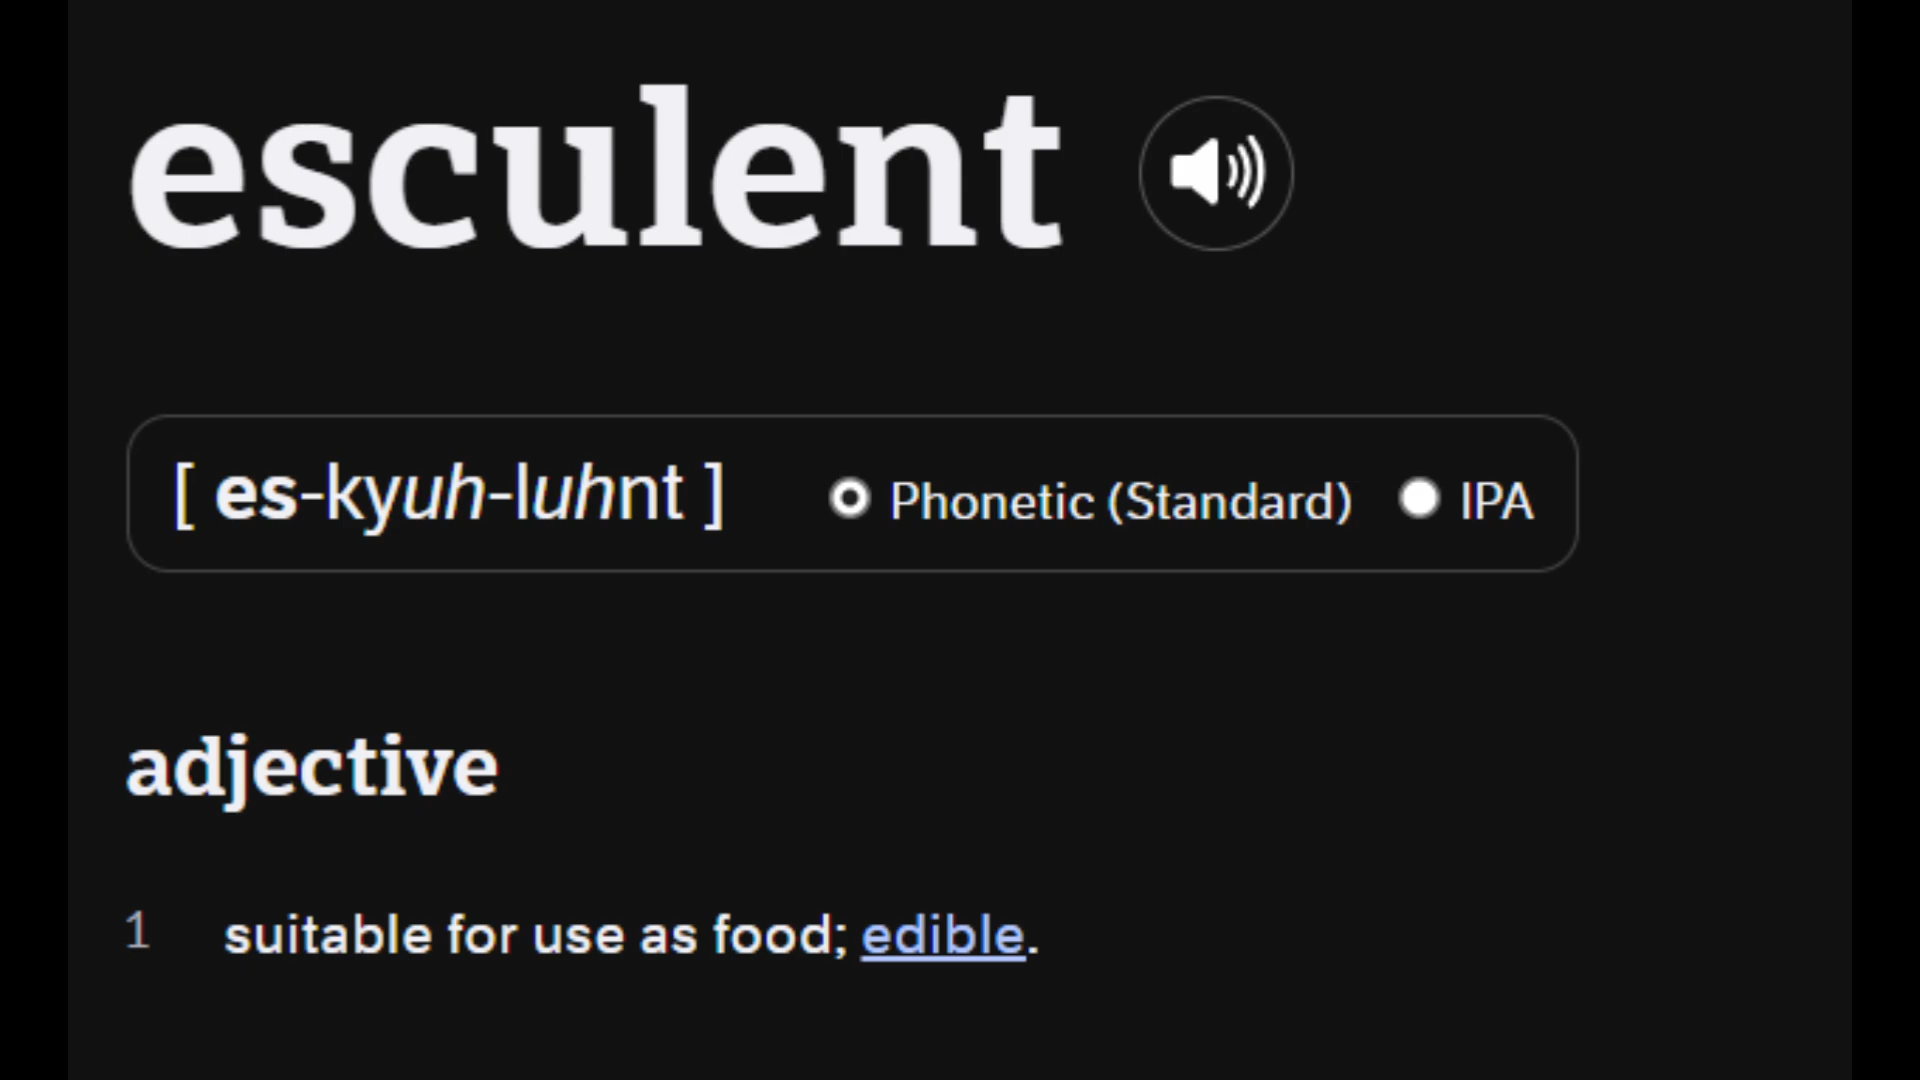 esculent
[ es-kyuh-luhnt ] Phonetic (Standard) IPA
adjective
1 suitable for use as food; edible.